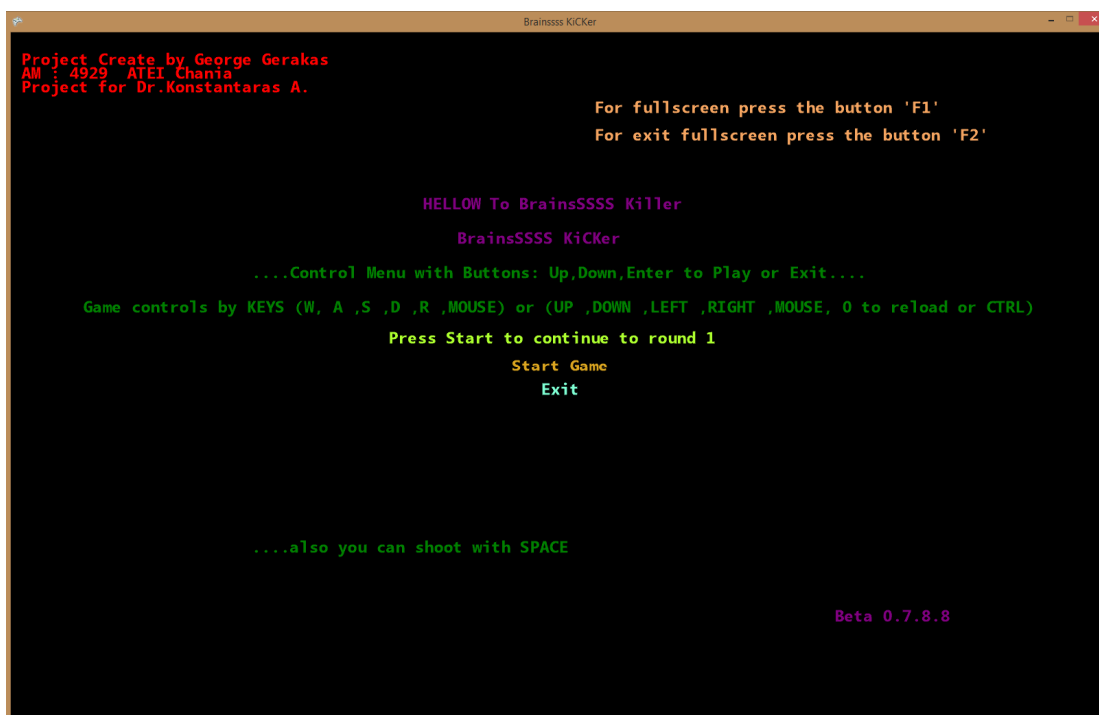 Brainssss KiCKer
Project Create by George Gerakas
AM : 4929 ATEI Chania
Project for Dr.Konstantaras A.
For fullscreen press the button 'F1'
For exit fullscreen press the button 'F2'
HELLOW To BrainsSSSS Killer
BrainsSSSS KiCKer
....Control Menu with Buttons: Up,Down,Enter to Play or Exit....
Game controls by KEYS (W, A ,S ,D ,R ,MOUSE) or (UP ,DOWN ,LEFT ,RIGHT ,MOUSE, 0 to reload or CTRL)
Press Start to continue to round 1
Start Game
Exit
....also you can shoot with SPACE
Beta 0.7.8.8